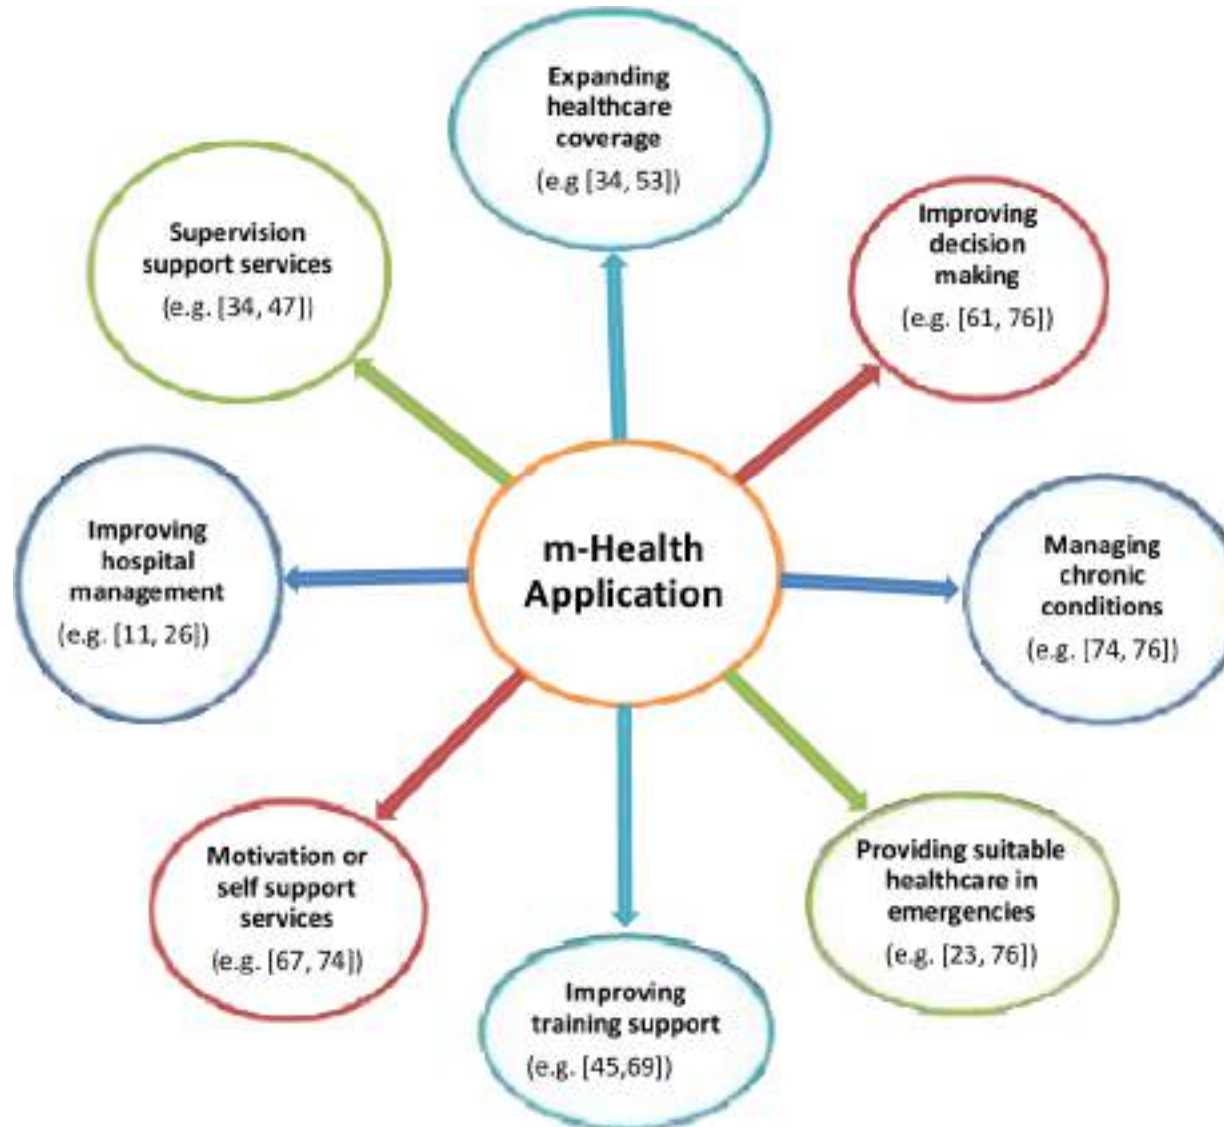 Expanding
healthcare
coverage
(e.g [34, 53])
Supervision
support services
(e.g. [34, 47])
Improving
decision
making
(e.g. [61, 76])
Improving
hospital
management
(e.g. [11, 26])
m-Health
Application
Managing
chronic
conditions
(e.g. [74, 76])
Motivation or
self support
services
(e.g. [67, 74])
Providing suitable
healthcare in
emergencies
(e.g. [23, 76])
Improving
training support
(e.g. [45,69])